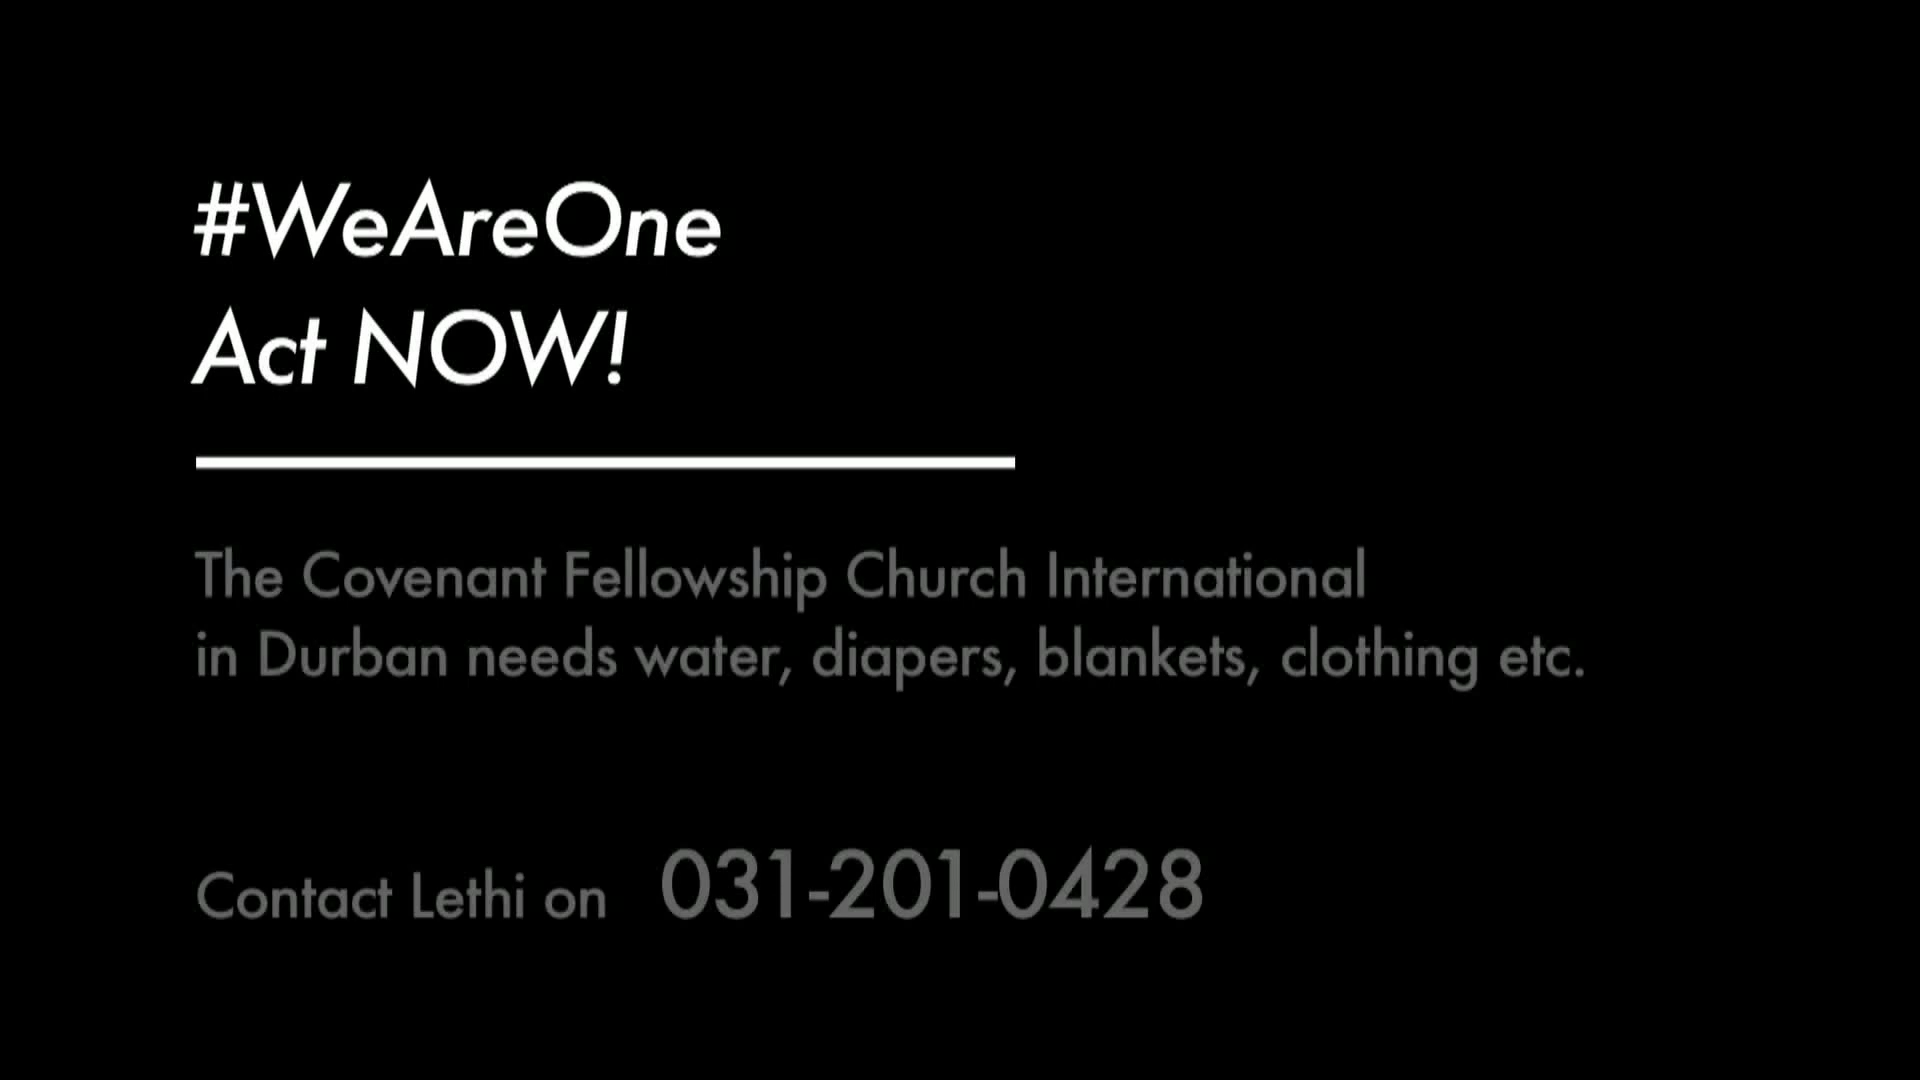 #WeAreOne
Act NOW!
The Covenant Fellowship Church International
in Durban needs water, diapers, blankets, clothing etc.
Contact Lethi on 031-201-0428